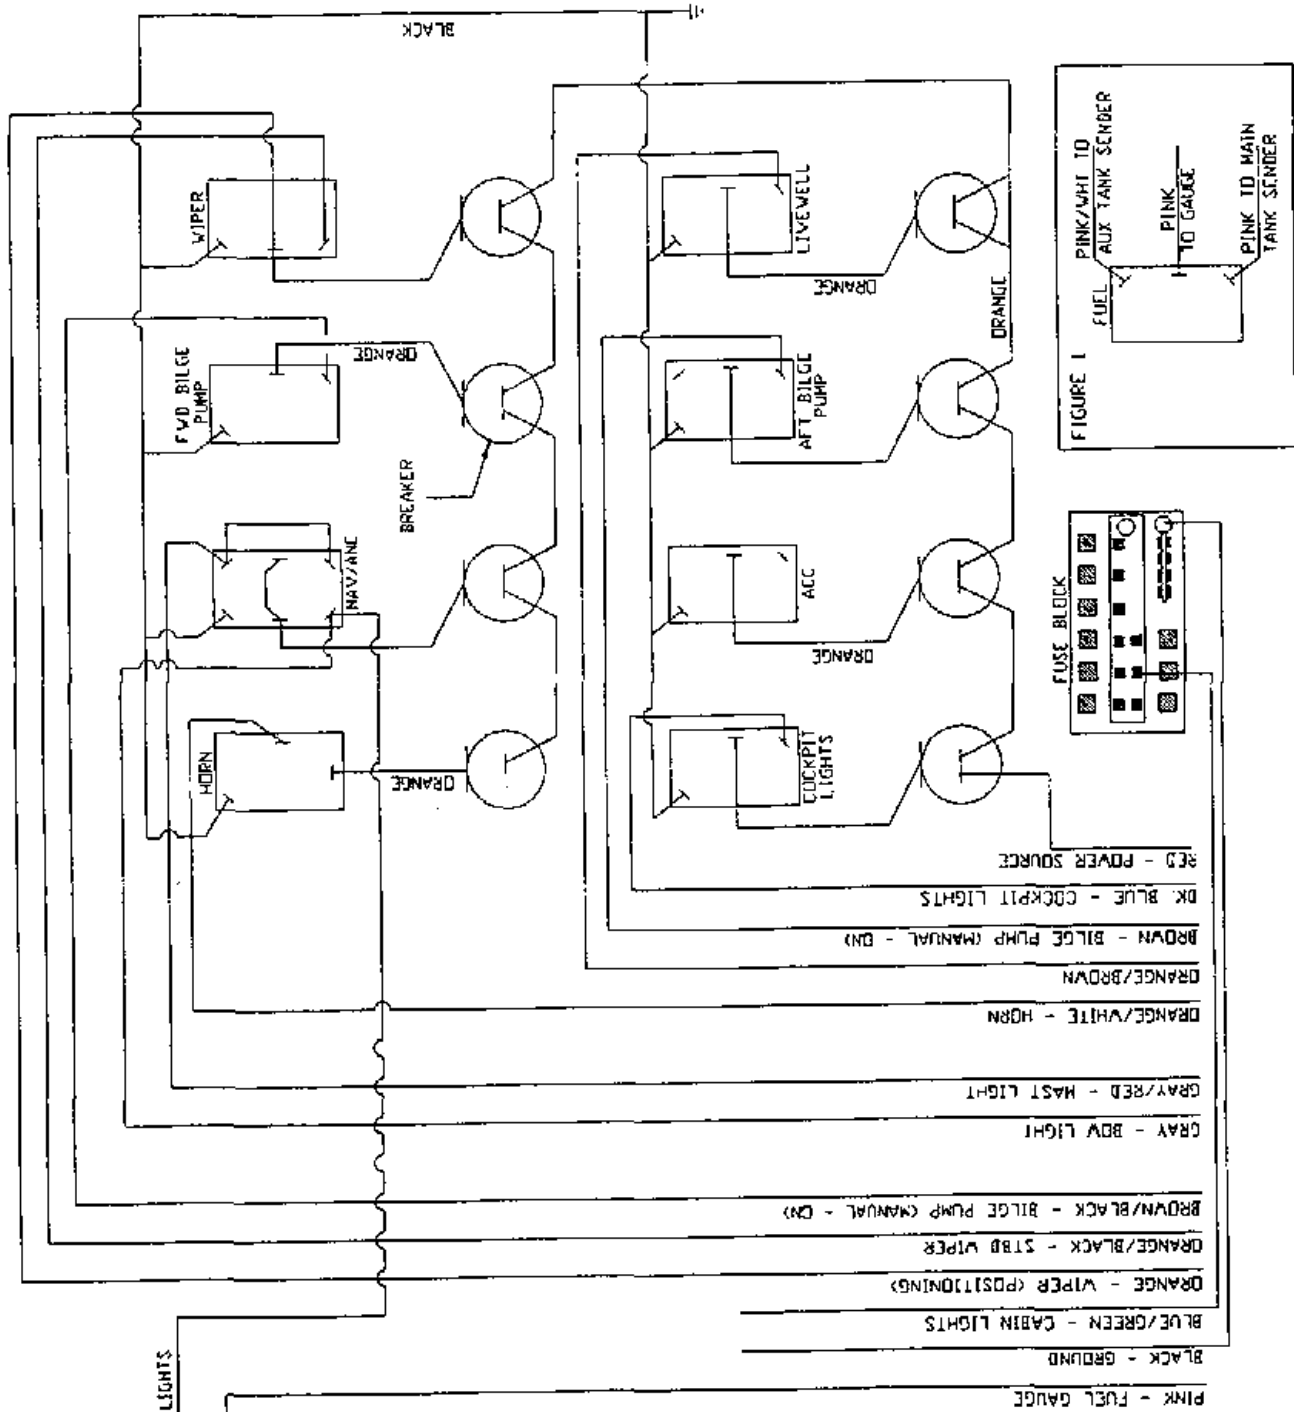 BLACK
WIPER
LIVEWELL
ORANGE
ORANGE
FWD BILGE
PUMP
ORANGE
AFT BILGE
PUMP
BREAKER
NAV/ANC
ACC
ORANGE
HORN
ORANGE
COCKPIT
LIGHTS
FIGURE 1
FUEL
PINK/WHT TO
AUX TANK SENDER
PINK
TO GAUGE
PINK TO MAIN
TANK SENDER
FUSE BLOCK
RED - POWER SOURCE
DK. BLUE - COCKPIT LIGHTS
BROWN - BILGE PUMP (MANUAL - ON)
ORANGE/BROWN
ORANGE/WHITE - HORN
GRAY/RED - MAST LIGHT
GRAY - BOW LIGHT
BROWN/BLACK - BILGE PUMP (MANUAL - ON)
ORANGE/BLACK - STBD WIPER
ORANGE - WIPER (POSITIONING)
BLUE/GREEN - CABIN LIGHTS
BLACK - GROUND
PINK - FUEL GAUGE
LIGHTS